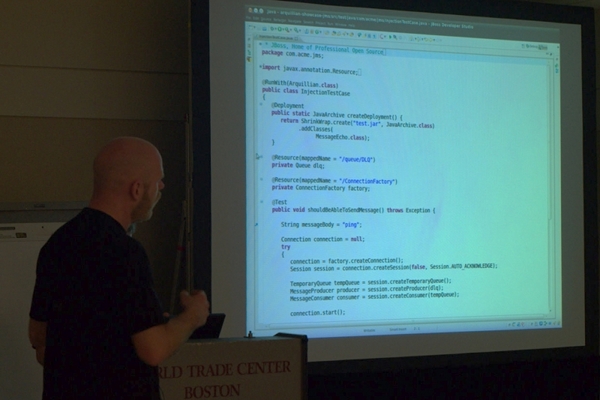 * JBoss, Home of Professional Open Source
package com.acme.jms;
import javax.annotation.Resource;
@RunWith(Arquillian.class)
public class InjectionTestCase
{
@Deployment
public static JavaArchive createDeployment() {
return ShrinkWrap.create("test.jar", JavaArchive.class)
.addClasses(
MessageEcho.class);
}
@Resource(mappedName = "/queue/DLQ")
private Queue dlq;
@Resource(mappedName = "/ConnectionFactory")
private ConnectionFactory factory;
@Test
public void shouldBeAbleToSendMessage() throws Exception {
String messageBody = "ping";
Connection connection = null;
try
{
connection = factory.createConnection();
Session session = connection.createSession(false, Session.AUTO_ACKNOWLEDGE);
TemporaryQueue tempQueue = session.createTemporaryQueue();
MessageProducer producer = session.createProducer(dlq);
MessageConsumer consumer = session.createConsumer(tempQueue);
connection.start();
RLD TRADE CENTER
BOSTON